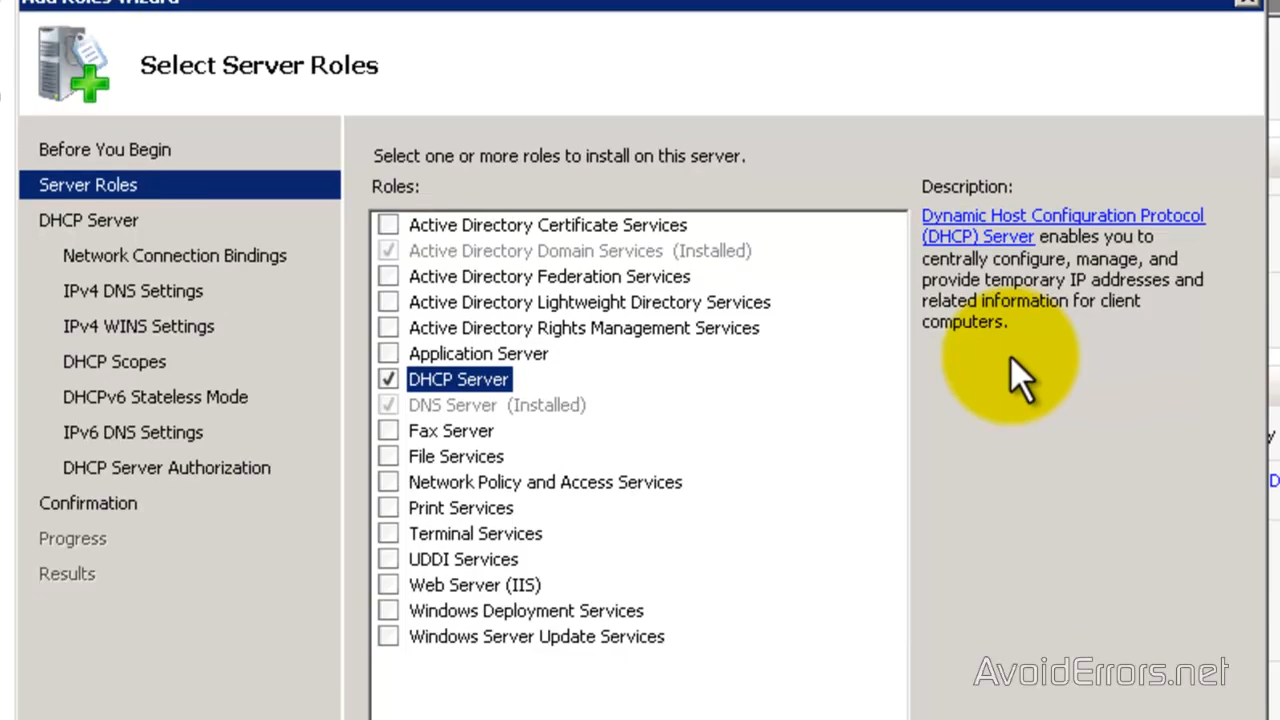 Add Roles Wizard
Select Server Roles
Before You Begin
Server Roles
DHCP Server
Network Connection Bindings
IPv4 DNS Settings
IPv4 WINS Settings
DHCP Scopes
DHCPv6 Stateless Mode
IPv6 DNS Settings
DHCP Server Authorization
Confirmation
Progress
Results
Select one or more roles to install on this server.
Roles:
Active Directory Certificate Services
Active Directory Domain Services (Installed)
Active Directory Federation Services
Active Directory Lightweight Directory Services
Active Directory Rights Management Services
Application Server
DHCP Server
DNS Server (Installed)
Fax Server
File Services
Network Policy and Access Services
Print Services
Terminal Services
UDDI Services
Web Server (IIS)
Windows Deployment Services
Windows Server Update Services
Description:
Dynamic Host Configuration Protocol
(DHCP) Server enables you to
centrally configure, manage, and
provide temporary IP addresses and
related information for client
computers.
AvoidErrors.net